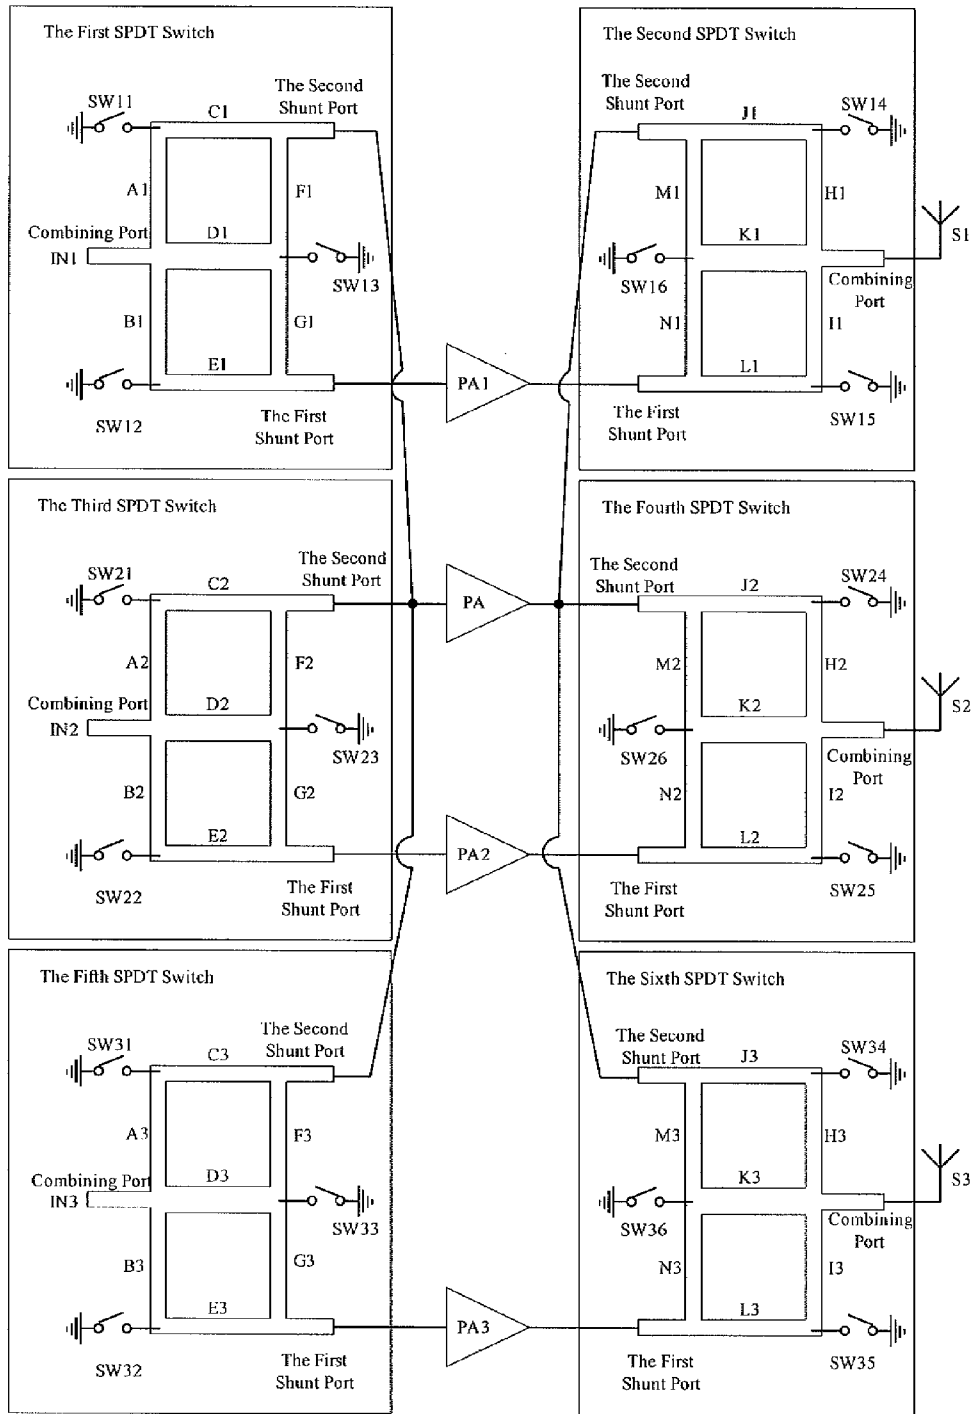 The First SPDT Switch
SW11
C1
The Second
Shunt Port
A1
F1
Combining Port
IN1
D1
SW13
B1
G1
E1
SW12
The First
Shunt Port
PA1
The Second SPDT Switch
The Second
Shunt Port
J1
SW14
M1
H1
K1
S1
SW16
Combining
Port
N1
I1
L1
The First
Shunt Port
SW15
The Third SPDT Switch
SW21
C2
The Second
Shunt Port
A2
F2
Combining Port
IN2
D2
SW23
B2
G2
E2
SW22
The First
Shunt Port
PA
PA2
The Fourth SPDT Switch
The Second
Shunt Port
J2
SW24
M2
H2
K2
S2
SW26
Combining
Port
N2
I2
L2
The First
Shunt Port
SW25
The Fifth SPDT Switch
SW31
C3
The Second
Shunt Port
A3
F3
Combining Port
IN3
D3
SW33
B3
G3
E3
SW32
The First
Shunt Port
PA3
The Sixth SPDT Switch
The Second
Shunt Port
J3
SW34
M3
H3
K3
S3
SW36
Combining
Port
N3
I3
L3
The First
Shunt Port
SW35